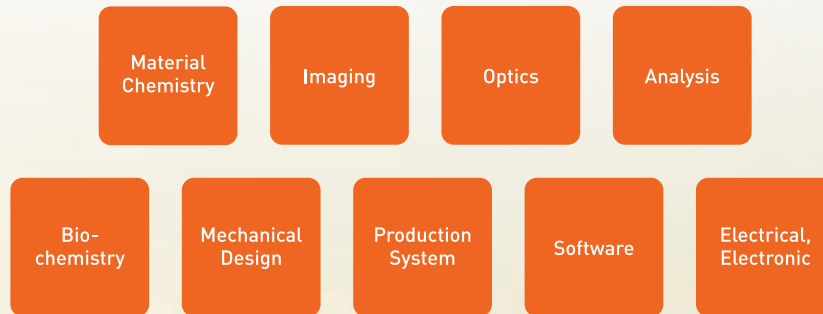 Material
Chemistry
Imaging
Optics
Analysis
Bio-
chemistry
Mechanical
Design
Production
System
Software
Electrical,
Electronic